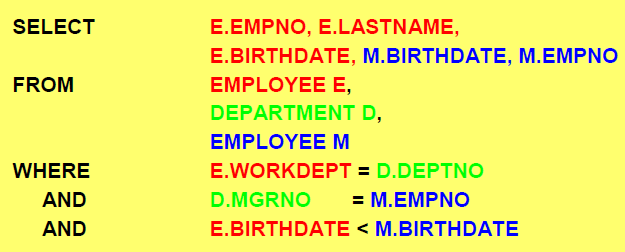 SELECT E.EMPNO, E.LASTNAME,
E.BIRTHDATE, M.BIRTHDATE, M.EMPNO
FROM EMPLOYEE E,
DEPARTMENT D,
EMPLOYEE M
WHERE E.WORKDEPT = D.DEPTNO
AND D.MGRNO = M.EMPNO
AND E.BIRTHDATE < M.BIRTHDATE